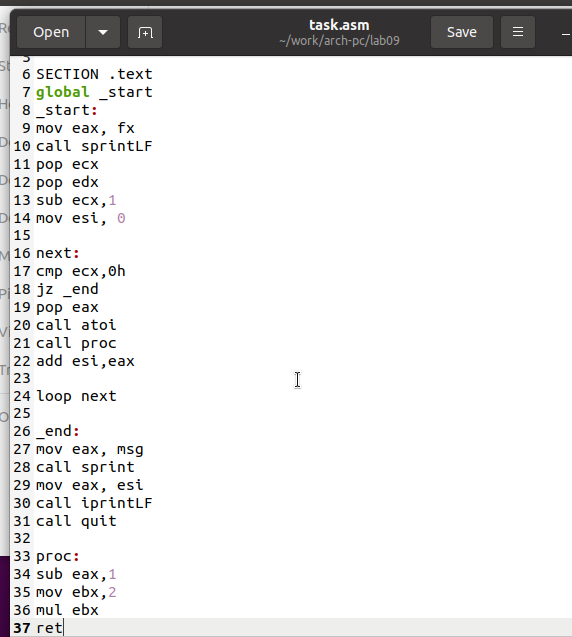 Open
task.asm
~/work/arch-pc/lab09
Save
5
6 SECTION .text
7 global _start
8 _start:
9 mov eax, fx
10 call sprintLF
11 pop ecx
12 pop edx
13 sub ecx,1
14 mov esi, 0
15
16 next:
17 cmp ecx,0h
18 jz _end
19 pop eax
20 call atoi
21 call proc
22 add esi,eax
23
24 loop next
25
26 _end:
27 mov eax, msg
28 call sprint
29 mov eax, esi
30 call iprintLF
31 call quit
32
33 proc:
34 sub eax,1
35 mov ebx,2
36 mul ebx
37 ret